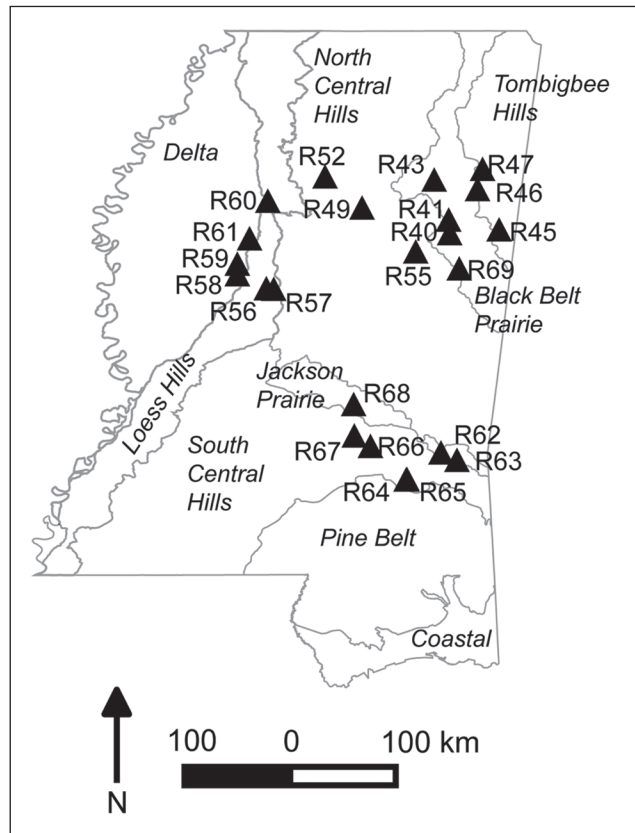 North
Central
Hills
Tombigbee
Hills
Delta
R52
R43
R47
R46
R60
R49
R41
R40
R45
R61
R59
R58
R55
R69
R56
R57
Black Belt
Prairie
Loess Hills
Jackson
Prairie
R68
R67
R66
R62
R63
South
Central
Hills
R64
R65
Pine Belt
Coastal
N
100
0
100 km